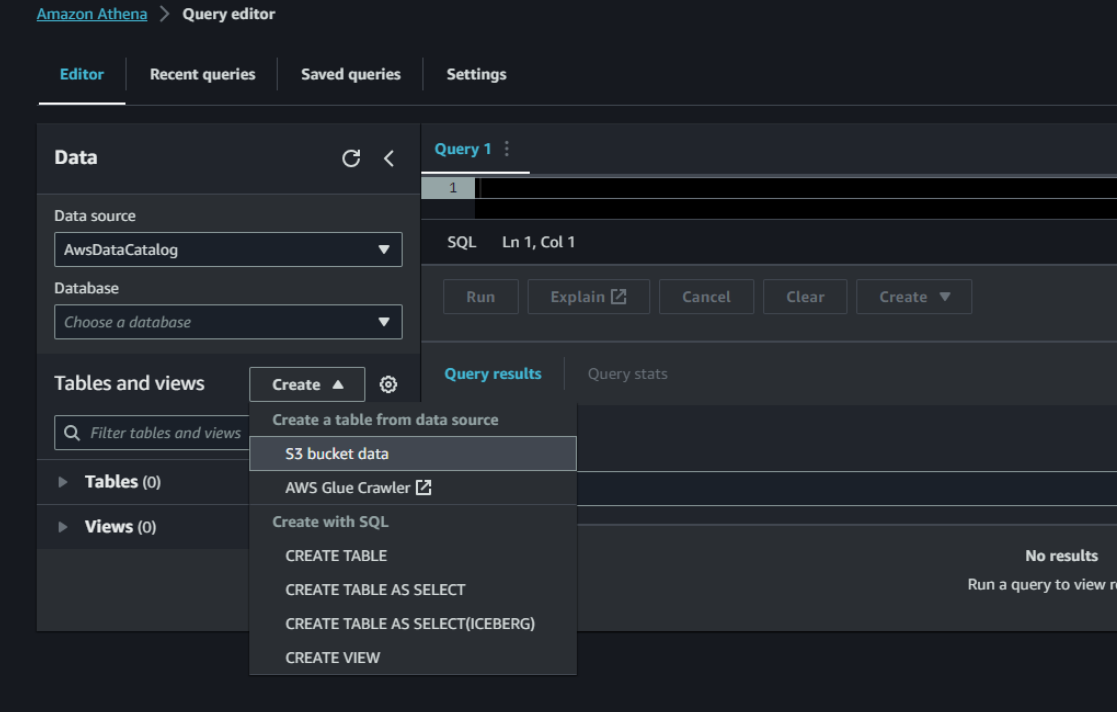 Amazon Athena > Query editor
Editor Recent queries Saved queries Settings
Data
Data source
AwsDataCatalog
Database
Choose a database
Tables and views Create
Filter tables and views
Tables (0)
Views (0)
Create a table from data source
S3 bucket data
AWS Glue Crawler
Create with SQL
CREATE TABLE
CREATE TABLE AS SELECT
CREATE TABLE AS SELECT(ICEBERG)
CREATE VIEW
Query 1
1
SQL Ln 1, Col 1
Run Explain Cancel Clear Create
Query results Query stats
No results
Run a query to view